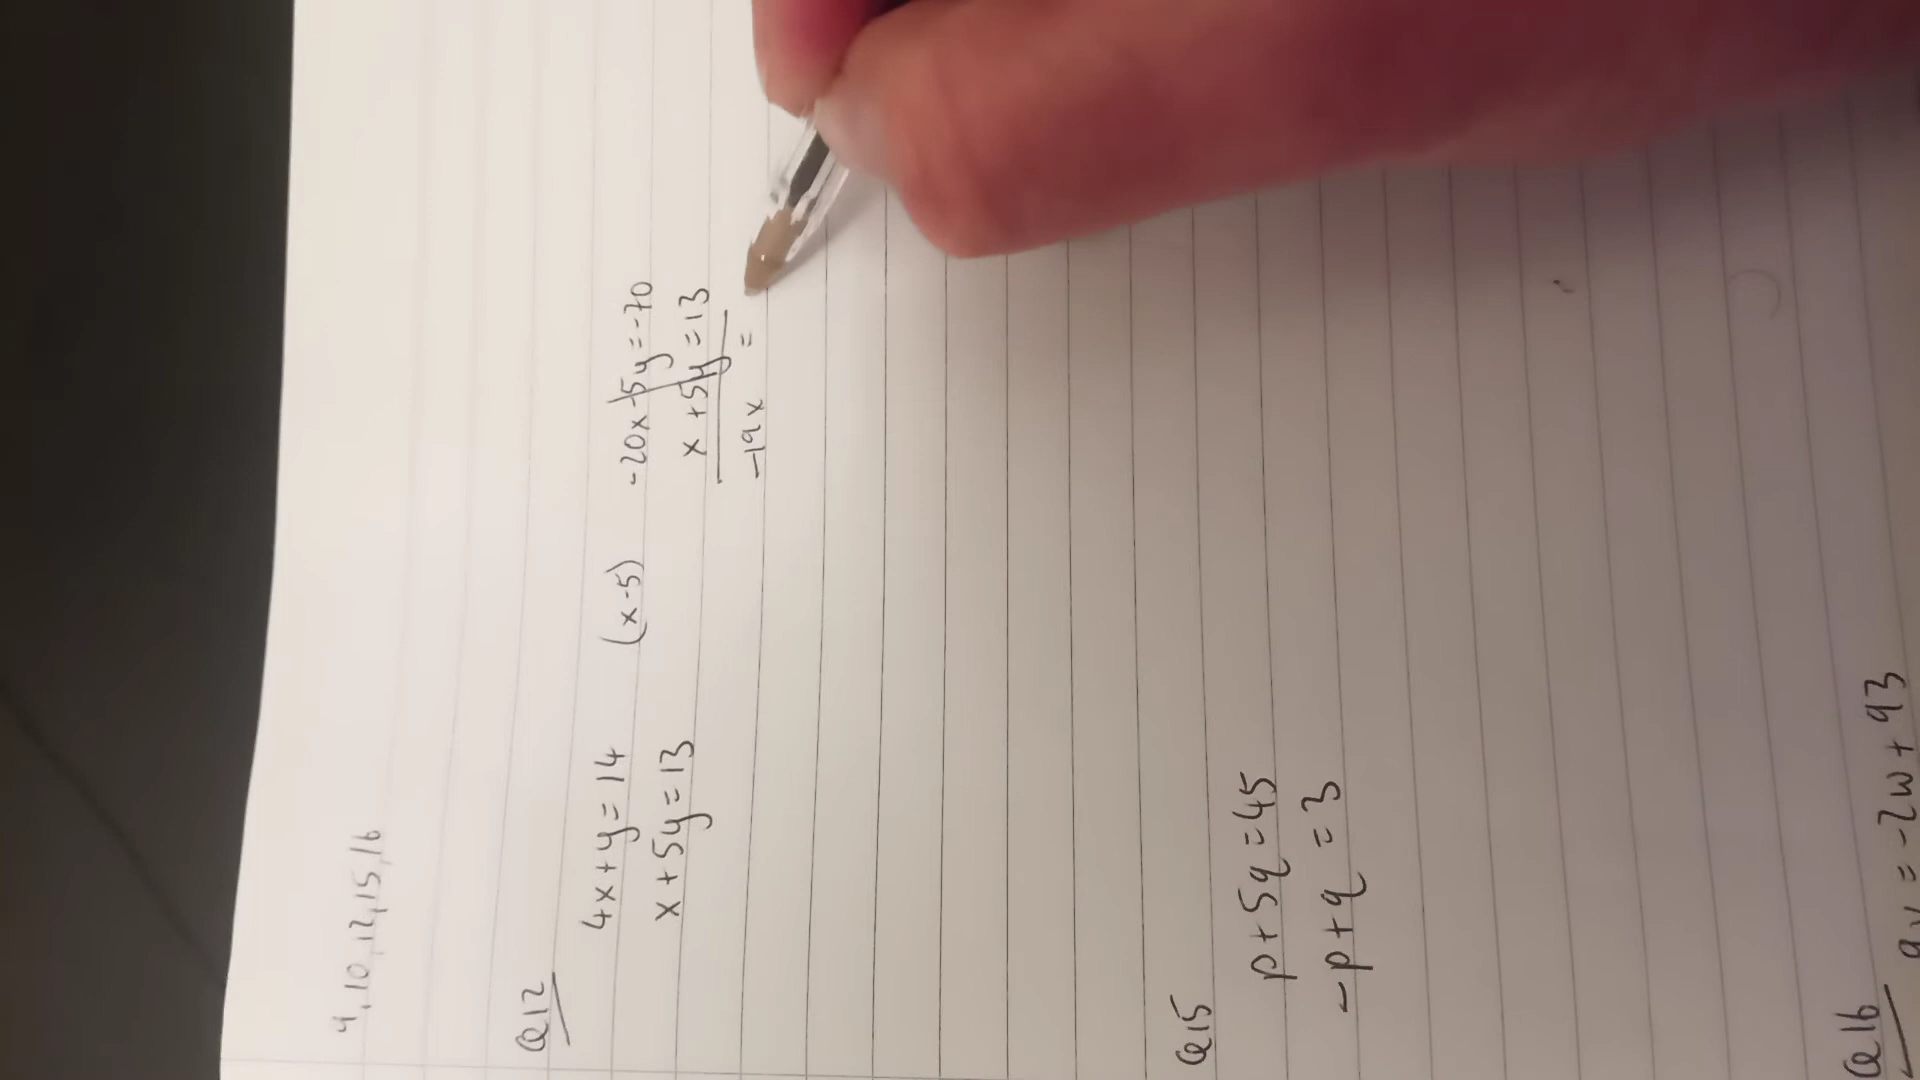 4,10,12,15,16
Q12
4x+y=14 (x-5) -20x-5y=-70
x+5y=13 x+5y=13
-19x =
Q15
p+5q=45
-p+q=3
Q16
= -2w+93